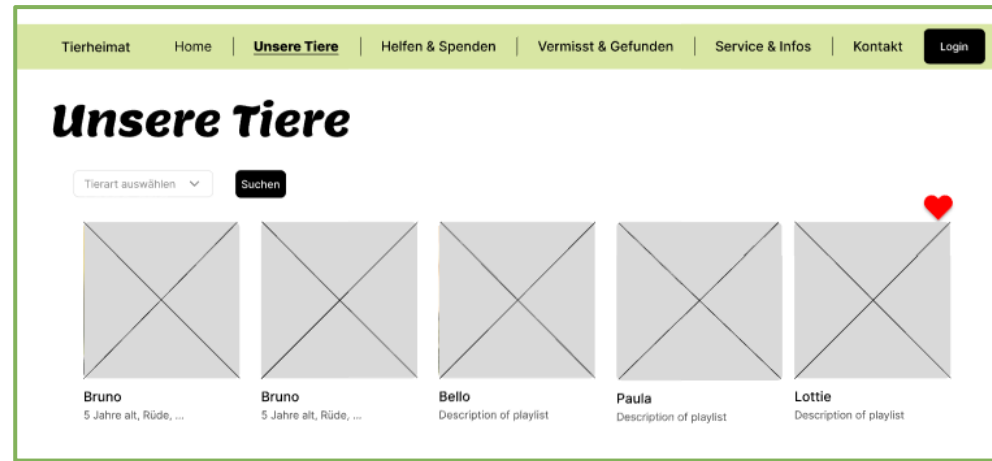 Tierheimat Home Unsere Tiere Helfen & Spenden Vermisst & Gefunden Service & Infos Kontakt Login
Unsere Tiere
Tierart auswählen Suchen
Bruno
5 Jahre alt, Rüde, ...
Bruno
5 Jahre alt, Rüde, ...
Bello
Description of playlist
Paula
Description of playlist
Lottie
Description of playlist